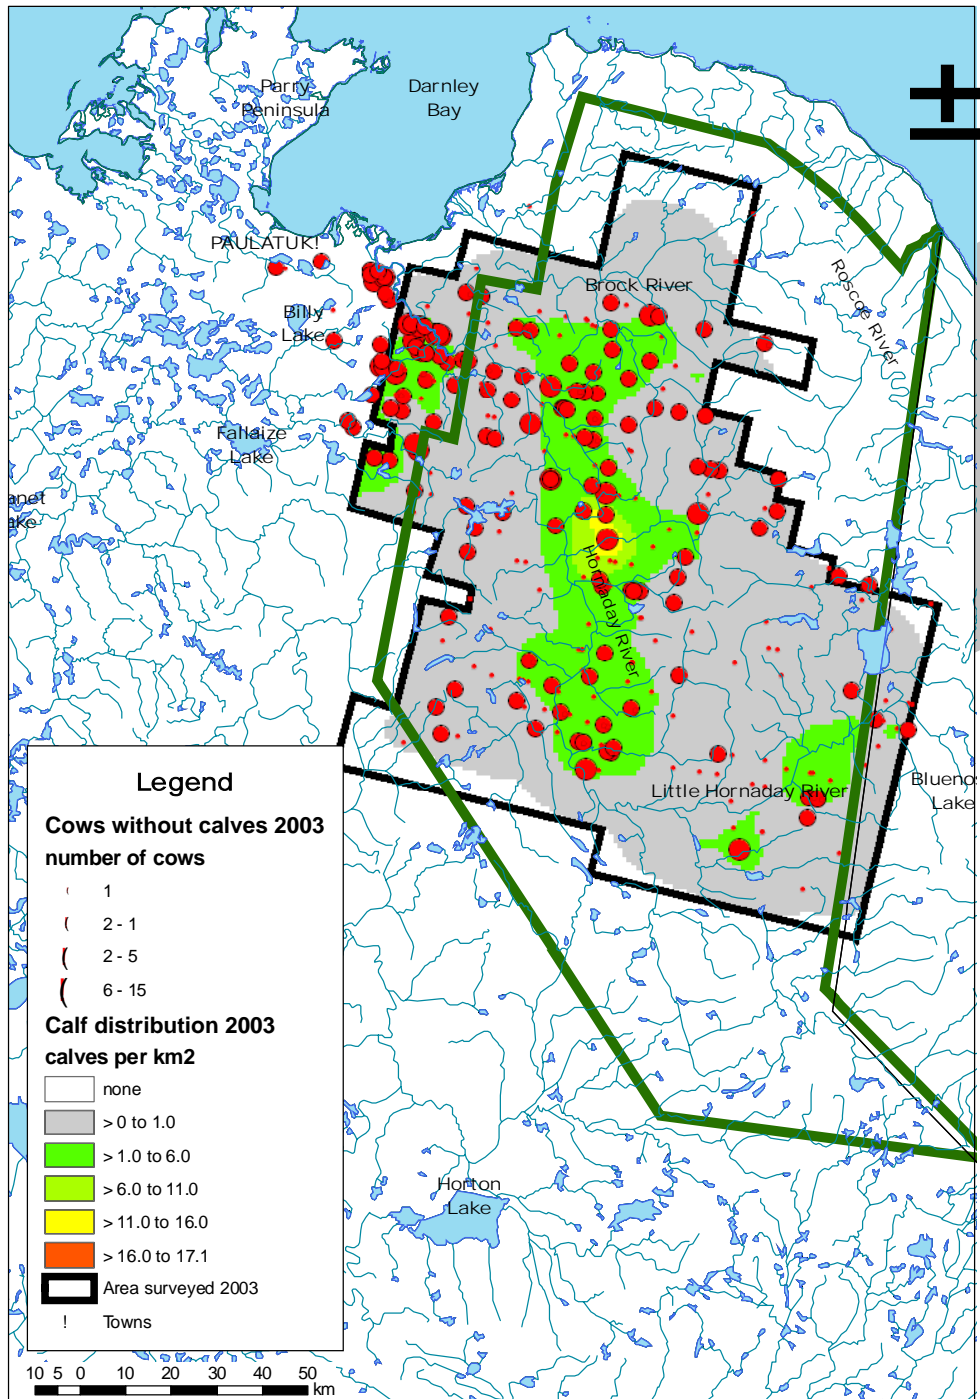 Parry
Peninsula
Darnley
Bay
PAULATUK!
Brock River
Roscoe River
Billy
Lake
Fallaize
Lake
anet
ake
Hornaday River
Little Hornaday River
Blueno
Lake
Horton
Lake
Legend
Cows without calves 2003
number of cows
1
2 - 1
2 - 5
6 - 15
Calf distribution 2003
calves per km2
none
> 0 to 1.0
> 1.0 to 6.0
> 6.0 to 11.0
> 11.0 to 16.0
> 16.0 to 17.1
Area surveyed 2003
! Towns
10 5 0 10 20 30 40 50
km